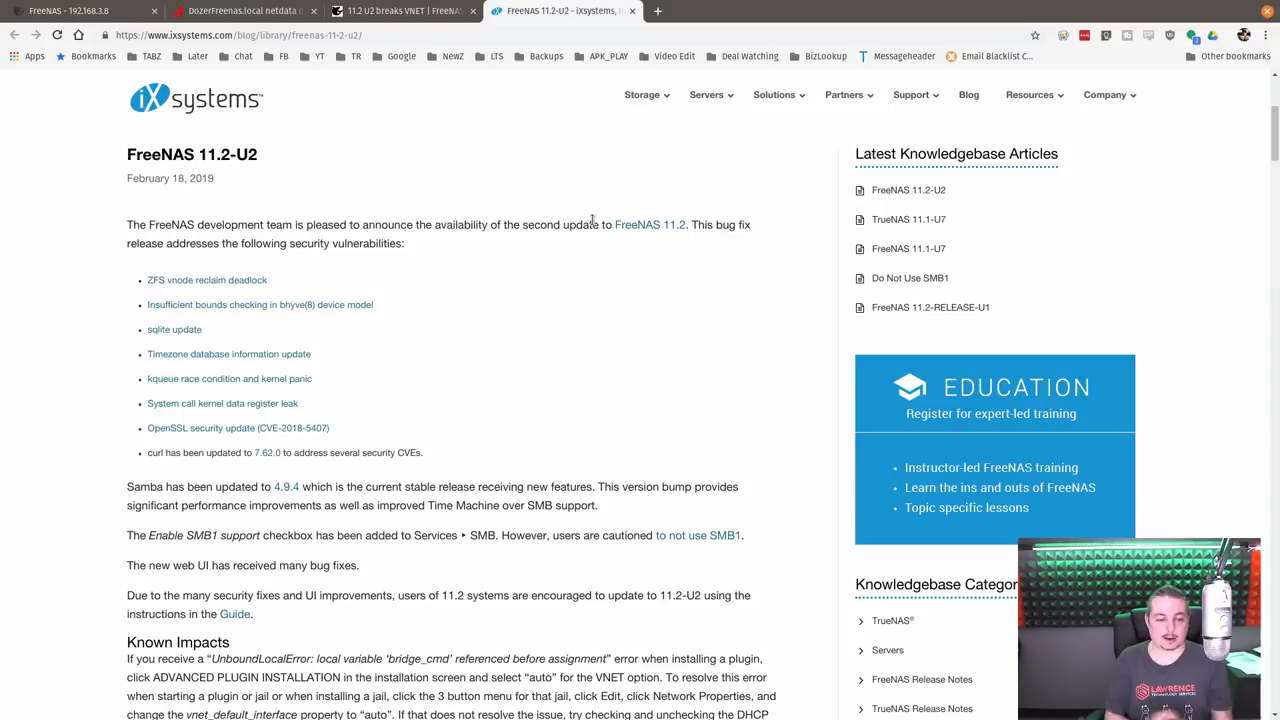 FreeNAS - 192.168.3.8
DozerFreenas.local netdata d
11.2 U2 breaks VNET | FreeNAS
FreeNAS 11.2-U2 - iXsystems, I
https://www.ixsystems.com/blog/library/freenas-11-2-u2/
Apps
Bookmarks
TABZ
Later
Chat
FB
YT
TR
Google
NewZ
LTS
Backups
APK_PLAY
Video Edit
Deal Watching
BizLookup
Messageheader
Email Blacklist C...
Other bookmarks
iXsystems™
Storage
Servers
Solutions
Partners
Support
Blog
Resources
Company
FreeNAS 11.2-U2
February 18, 2019
The FreeNAS development team is pleased to announce the availability of the second update to FreeNAS 11.2. This bug fix
release addresses the following security vulnerabilities:
• ZFS vnode reclaim deadlock
• Insufficient bounds checking in bhyve(8) device model
• sqlite update
• Timezone database information update
• kqueue race condition and kernel panic
• System call kernel data register leak
• OpenSSL security update (CVE-2018-5407)
• curl has been updated to 7.62.0 to address several security CVEs.
Samba has been updated to 4.9.4 which is the current stable release receiving new features. This version bump provides
significant performance improvements as well as improved Time Machine over SMB support.
The Enable SMB1 support checkbox has been added to Services ‣ SMB. However, users are cautioned to not use SMB1.
The new web UI has received many bug fixes.
Due to the many security fixes and UI improvements, users of 11.2 systems are encouraged to update to 11.2-U2 using the
instructions in the Guide.
Known Impacts
If you receive a “UnboundLocalError: local variable ‘bridge_cmd’ referenced before assignment” error when installing a plugin,
click ADVANCED PLUGIN INSTALLATION in the installation screen and select “auto” for the VNET option. To resolve this error
when starting a plugin or jail or when installing a jail, click the 3 button menu for that jail, click Edit, click Network Properties, and
change the vnet_default_interface property to “auto”. If that does not resolve the issue, try checking and unchecking the DHCP
Latest Knowledgebase Articles
FreeNAS 11.2-U2
TrueNAS 11.1-U7
FreeNAS 11.1-U7
Do Not Use SMB1
FreeNAS 11.2-RELEASE-U1
EDUCATION
Register for expert-led training
• Instructor-led FreeNAS training
• Learn the ins and outs of FreeNAS
• Topic specific lessons
Knowledgebase Categor
TrueNAS®
Servers
FreeNAS Release Notes
TrueNAS Release Notes
LAWRENCE